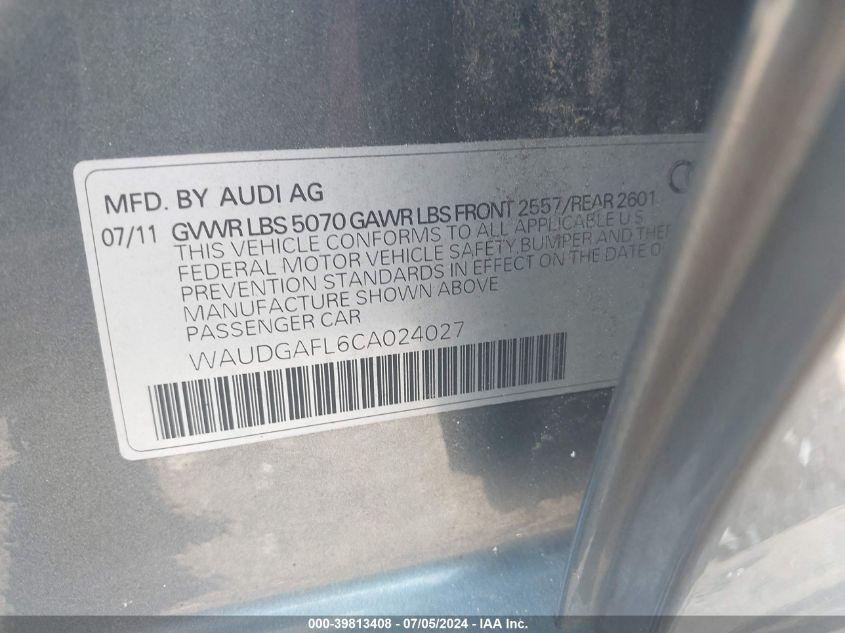 MFD. BY AUDI AG
07/11 GVWR LBS 5070 GAWR LBS FRONT 2557/REAR 2601
THIS VEHICLE CONFORMS TO ALL APPLICABLE U S
FEDERAL MOTOR VEHICLE SAFETY, BUMPER AND THEF
PREVENTION STANDARDS IN EFFECT ON THE DATE O
MANUFACTURE SHOWN ABOVE
PASSENGER CAR
WAUDGAFL6CA024027
000-39813408 - 07/05/2024 - IAA Inc.